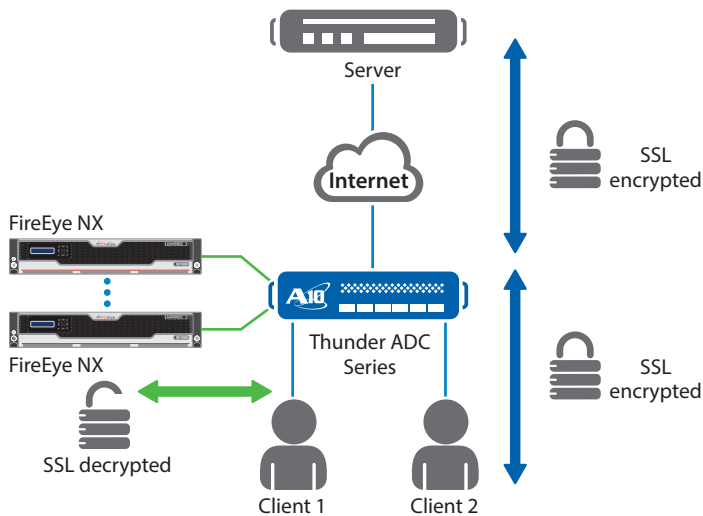 Server
Internet
SSL
encrypted
FireEye NX
A10
Thunder ADC
Series
FireEye NX
SSL
encrypted
SSL decrypted
Client 1
Client 2